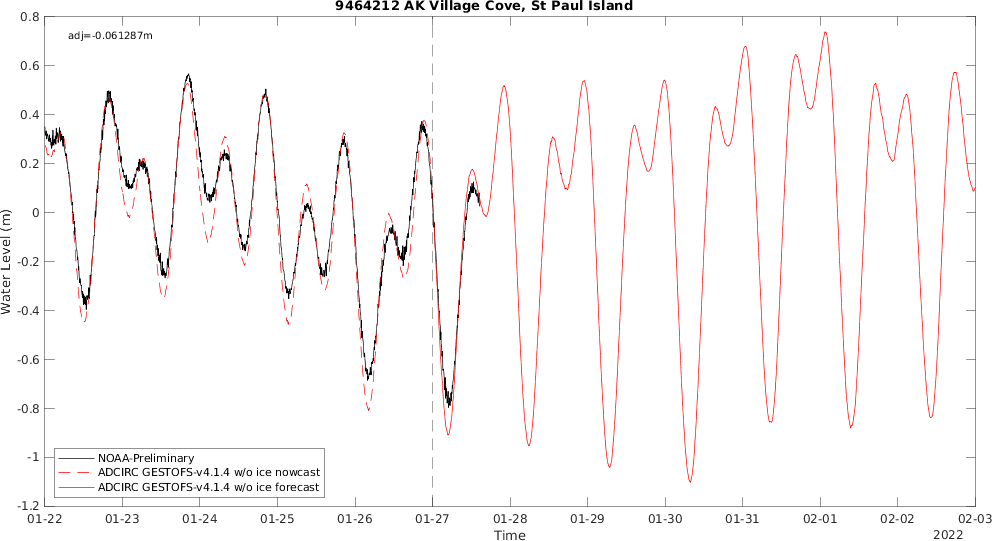 9464212 AK Village Cove, St Paul Island
adj=-0.061287m
0.8
0.6
0.4
0.2
0
-0.2
-0.4
-0.6
-0.8
-1
-1.2
Water Level (m)
NOAA-Preliminary
ADCIRC GESTOFS-v4.1.4 w/o ice nowcast
ADCIRC GESTOFS-v4.1.4 w/o ice forecast
01-22 01-23 01-24 01-25 01-26 01-27 01-28 01-29 01-30 01-31 02-01 02-02 02-03
Time
2022